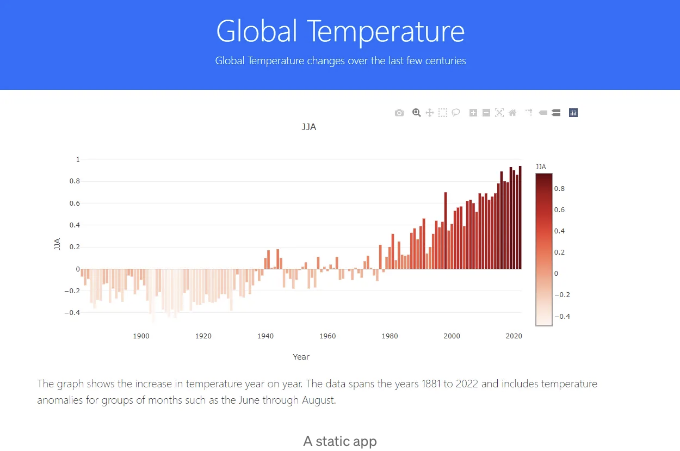 Global Temperature
Global Temperature changes over the last few centuries
JJA
JJA
1
0.8
0.6
0.4
0.2
0
−0.2
−0.4
JJA
0.8
0.6
0.4
0.2
0
−0.2
−0.4
1900 1920 1940 1960 1980 2000 2020
Year
The graph shows the increase in temperature year on year. The data spans the years 1881 to 2022 and includes temperature
anomalies for groups of months such as the June through August.
A static app